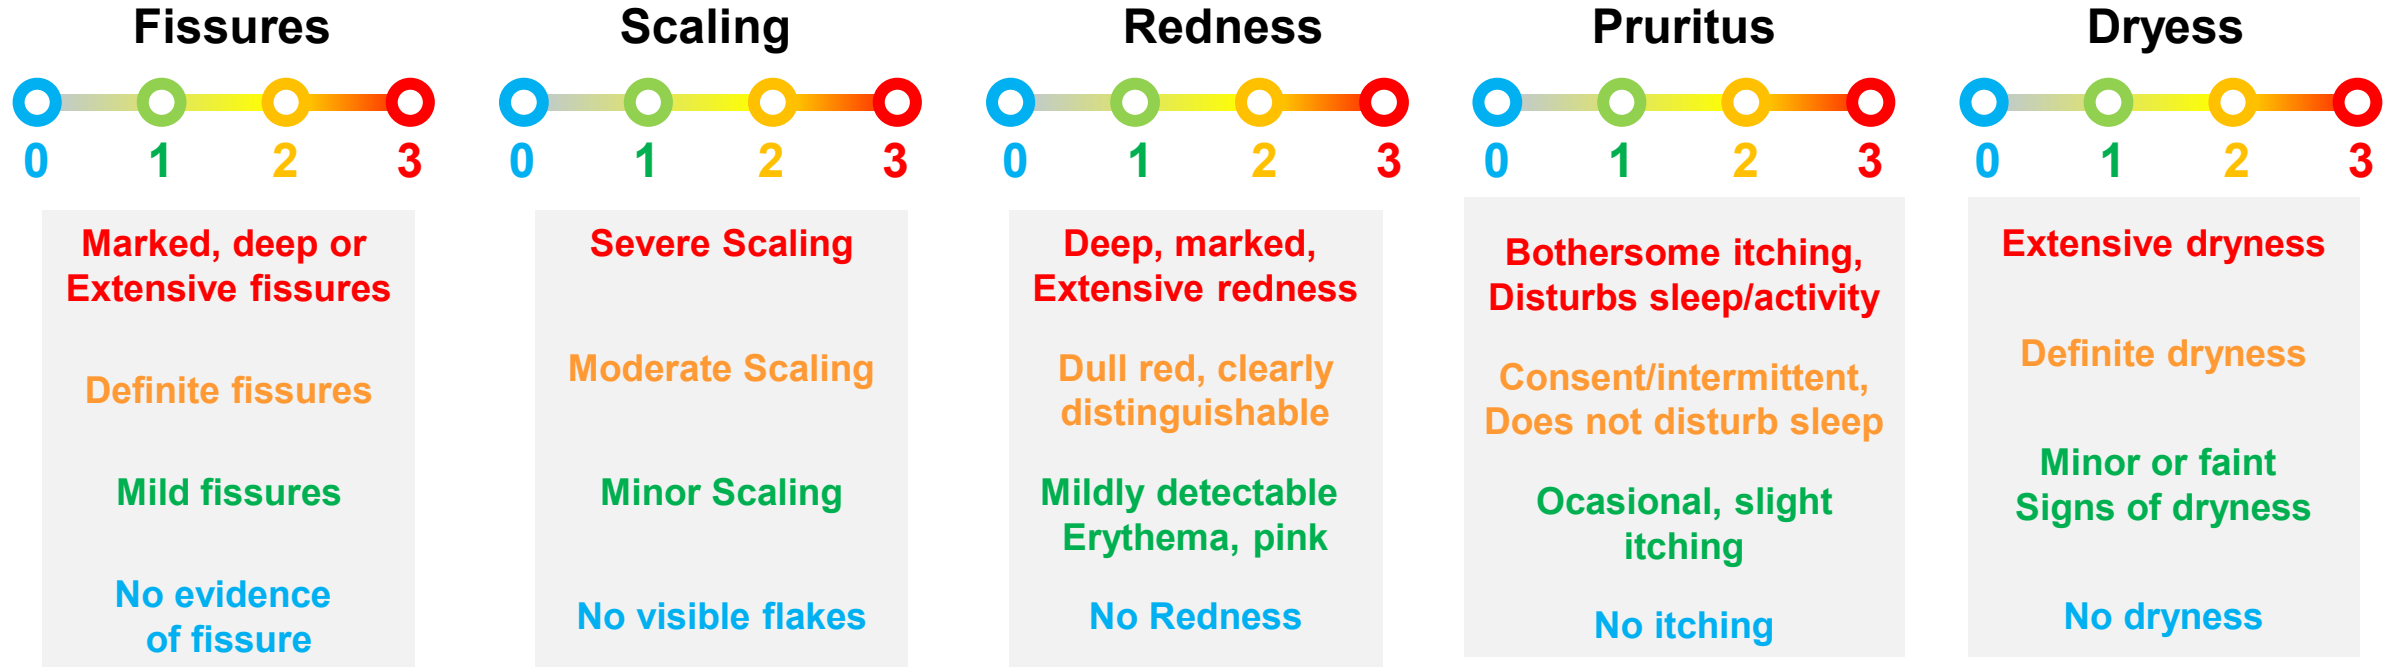 Fissures
0 1 2 3
Marked, deep or
Extensive fissures
Definite fissures
Mild fissures
No evidence
of fissure
Scaling
0 1 2 3
Severe Scaling
Moderate Scaling
Minor Scaling
No visible flakes
Redness
0 1 2 3
Deep, marked,
Extensive redness
Dull red, clearly
distinguishable
Mildly detectable
Erythema, pink
No Redness
Pruritus
0 1 2 3
Bothersome itching,
Disturbs sleep/activity
Consent/intermittent,
Does not disturb sleep
Ocasional, slight
itching
No itching
Dryess
0 1 2 3
Extensive dryness
Definite dryness
Minor or faint
Signs of dryness
No dryness